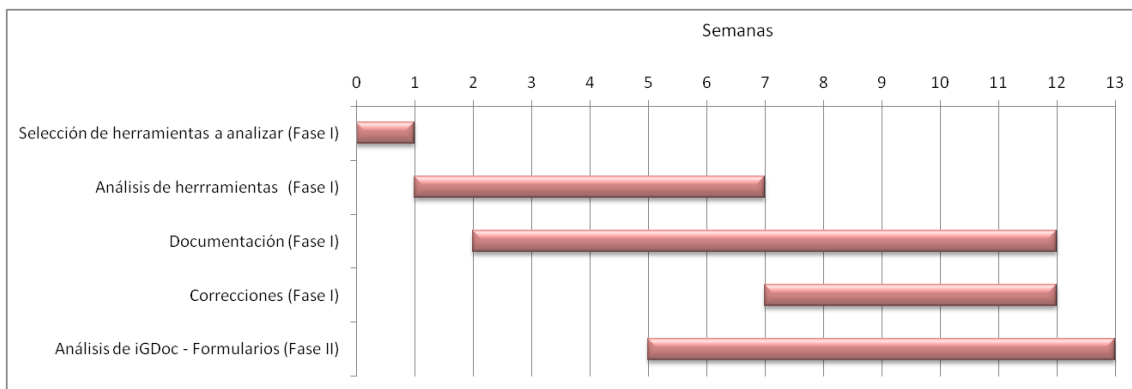 Semanas
0 1 2 3 4 5 6 7 8 9 10 11 12 13
Selección de herramientas a analizar (Fase I)
Análisis de herrramientas (Fase I)
Documentación (Fase I)
Correcciones (Fase I)
Análisis de iGDoc - Formularios (Fase II)